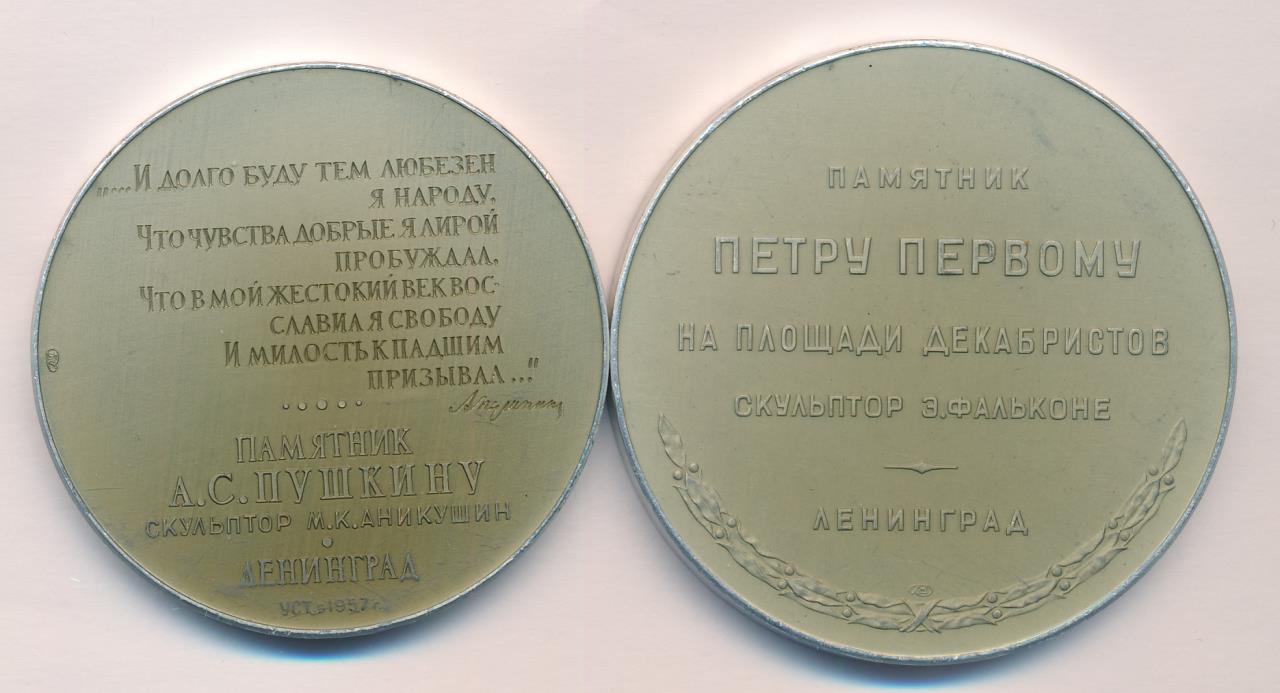 „....И ДОЛГО БУДУ ТЕМ ЛЮБЕЗЕН
Я НАРОДУ,
ЧТО ЧУВСТВА ДОБРЫЕ Я ЛИРОЙ
ПРОБУЖДАЛ,
ЧТО В МОЙ ЖЕСТОКИЙ ВЕК ВОС-
СЛАВИЛ Я СВОБОДУ
И МИЛОСТЬ К ПАДШИМ
ПРИЗЫВАЛ..."
А Пушкин
ПАМЯТНИК
А.С.ПУШКИНУ
СКУЛЬПТОР М.К.АНИКУШИН
ЛЕНИНГРАД
УСТ. в 1957 г.
ПАМЯТНИК
ПЕТРУ ПЕРВОМУ
НА ПЛОЩАДИ ДЕКАБРИСТОВ
СКУЛЬПТОР Э.ФАЛЬКОНЕ
ЛЕНИНГРАД